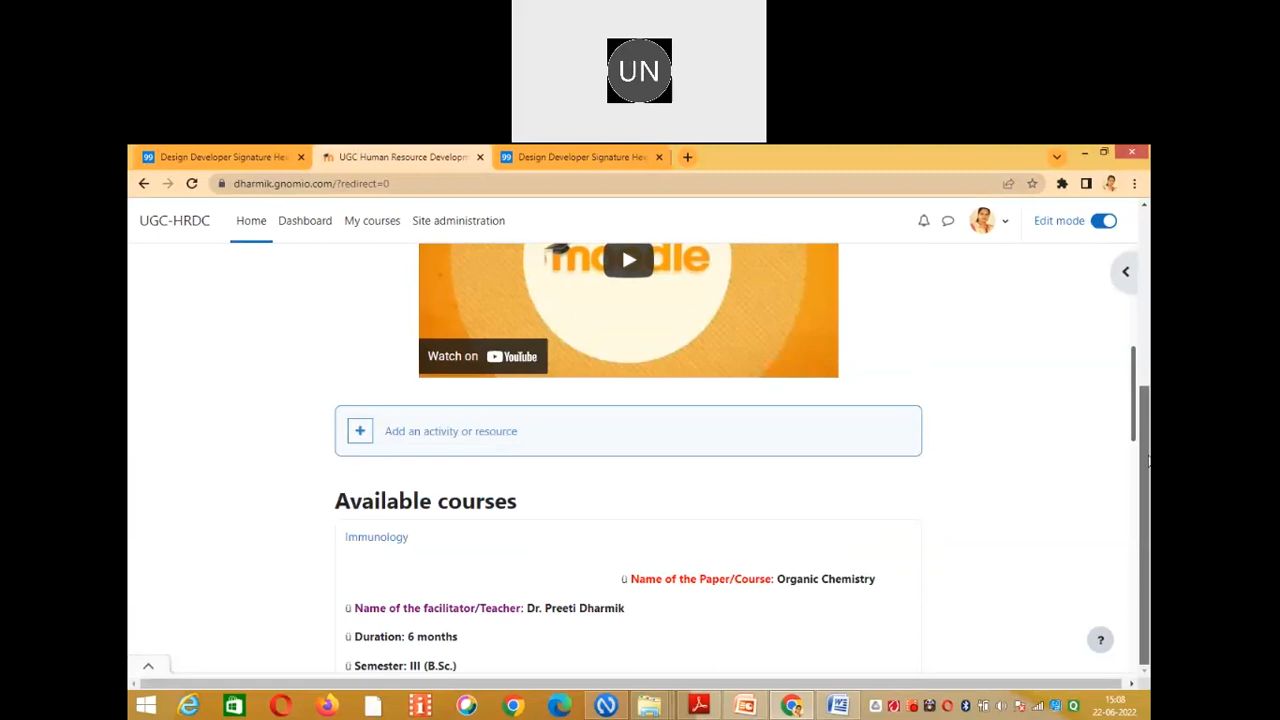 UN
99 Design Developer Signature He
UGC Human Resource Developm
99 Design Developer Signature He
dharmik.gnomio.com/?redirect=0
UGC-HRDC
Home
Dashboard
My courses
Site administration
Edit mode
moodle
Watch on YouTube
Add an activity or resource
Available courses
Immunology
ü Name of the Paper/Course: Organic Chemistry
ü Name of the facilitator/Teacher: Dr. Preeti Dharmik
ü Duration: 6 months
ü Semester: III (B.Sc.)
?
15:08
22-06-2022